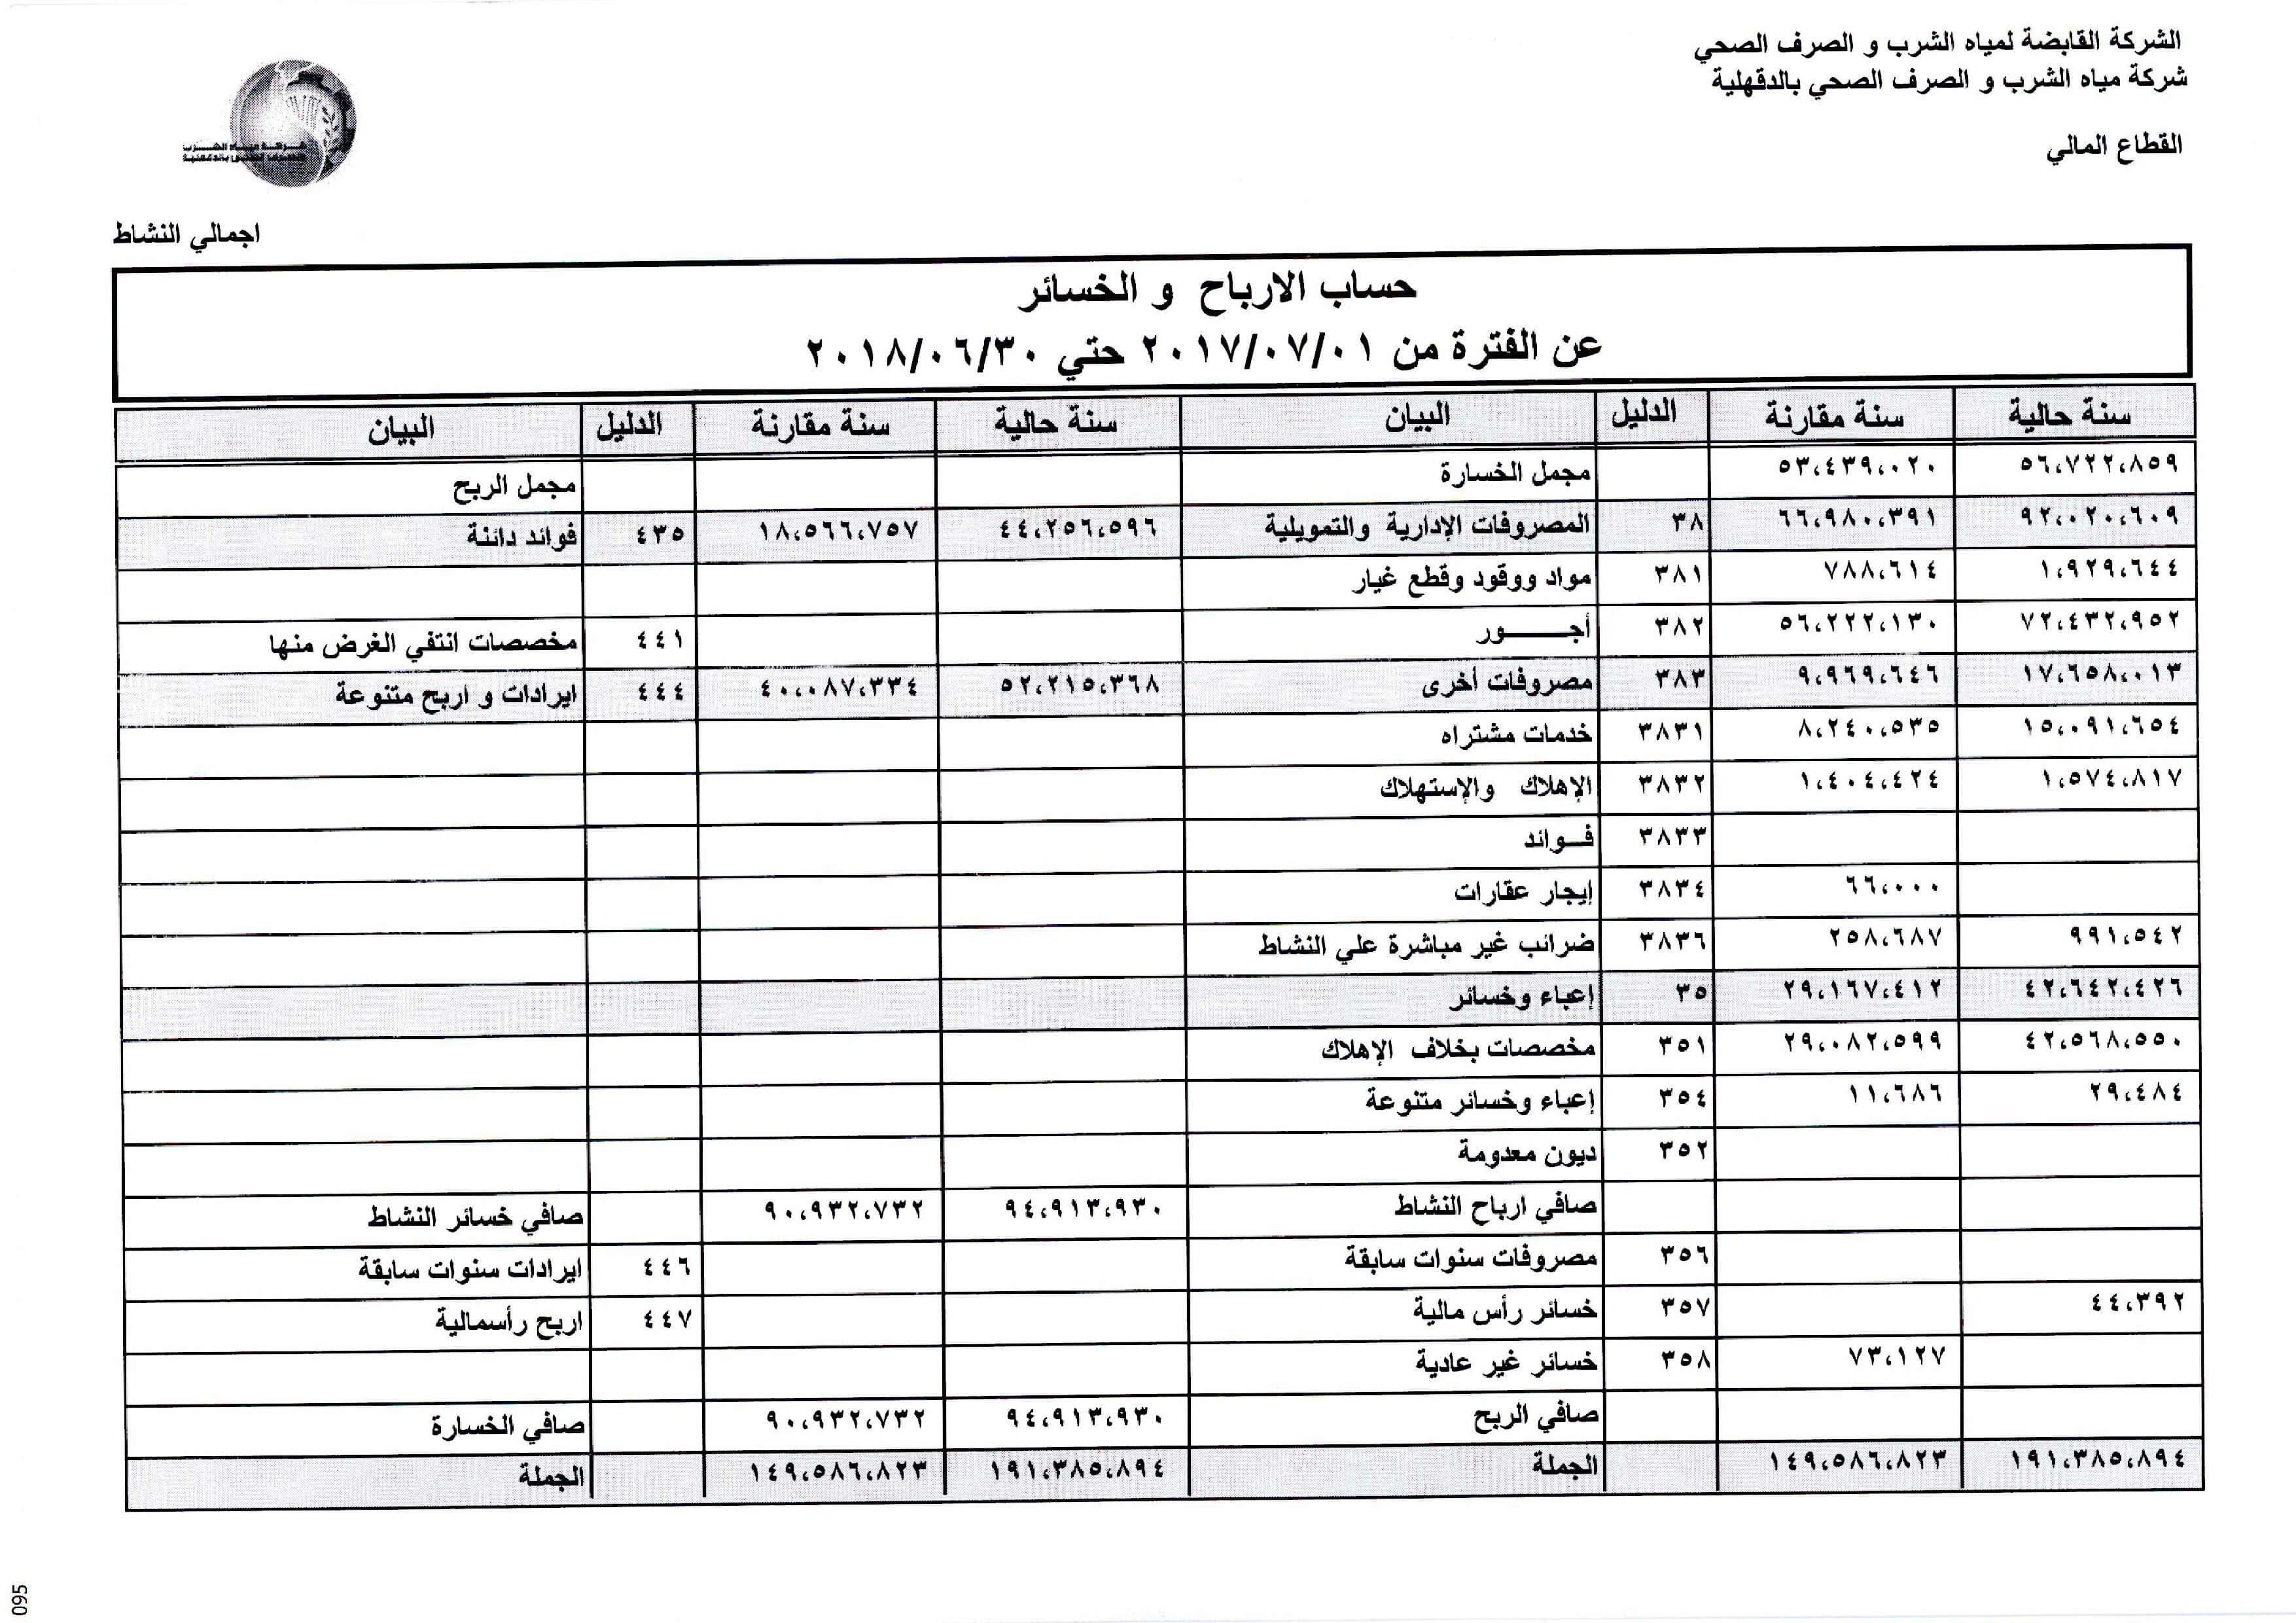 الشركة القابضة لمياه الشرب و الصرف الصحي
شركة مياه الشرب و الصرف الصحي بالدقهلية
القطاع المالي
شركة مياه الشرب
والصرف الصحي بالدقهلية
اجمالي النشاط
حساب الارباح و الخسائر
عن الفترة من ٢٠١٧/٠٧/٠١ حتي ٢٠١٨/٠٦/٣٠
سنة حالية سنة مقارنة الدليل البيان سنة حالية سنة مقارنة الدليل البيان
٥٦،٧٢٢،٨٥٩ ٥٣،٤٣٩،٠٢٠ مجمل الخسارة مجمل الربح
٩٢،٠٢٠،٦٠٩ ٦٦،٩٨٠،٣٩١ ٣٨ المصروفات الإدارية والتمويلية ٤٤،٢٥٦،٥٩٦ ١٨،٥٦٦،٧٥٧ ٤٣٥ فوائد دائنة
١،٩٢٩،٦٤٤ ٧٨٨،٦١٤ ٣٨١ مواد ووقود وقطع غيار
٧٢،٤٣٢،٩٥٢ ٥٦،٢٢٢،١٣٠ ٣٨٢ أجـــــور ٤٤١ مخصصات انتفي الغرض منها
١٧،٦٥٨،٠١٣ ٩،٩٦٩،٦٤٦ ٣٨٣ مصروفات أخرى ٥٢،٢١٥،٣٦٨ ٤٠،٠٨٧،٣٣٤ ٤٤٤ ايرادات و اربح متنوعة
١٥،٠٩١،٦٥٤ ٨،٢٤٠،٥٣٥ ٣٨٣١ خدمات مشتراه
١،٥٧٤،٨١٧ ١،٤٠٤،٤٢٤ ٣٨٣٢ الإهلاك والإستهلاك
٣٨٣٣ فـــوائد
٦٦،٠٠٠ ٣٨٣٤ إيجار عقارات
٩٩١،٥٤٢ ٢٥٨،٦٨٧ ٣٨٣٦ ضرائب غير مباشرة علي النشاط
٤٢،٦٤٢،٤٢٦ ٢٩،١٦٧،٤١٢ ٣٥ إعباء وخسائر
٤٢،٥٦٨،٥٥٠ ٢٩،٠٨٢،٥٩٩ ٣٥١ مخصصات بخلاف الإهلاك
٢٩،٤٨٤ ١١،٦٨٦ ٣٥٤ إعباء وخسائر متنوعة
٣٥٢ ديون معدومة
صافي ارباح النشاط ٩٤،٩١٣،٩٣٠ ٩٠،٩٣٢،٧٣٢ صافي خسائر النشاط
٣٥٦ مصروفات سنوات سابقة ٤٤٦ ايرادات سنوات سابقة
٤٤،٣٩٢ ٣٥٧ خسائر رأس مالية ٤٤٧ اربح رأسمالية
٧٣،١٢٧ ٣٥٨ خسائر غير عادية
صافي الربح ٩٤،٩١٣،٩٣٠ ٩٠،٩٣٢،٧٣٢ صافي الخسارة
١٩١،٣٨٥،٨٩٤ ١٤٩،٥٨٦،٨٢٣ الجملة ١٩١،٣٨٥،٨٩٤ ١٤٩،٥٨٦،٨٢٣ الجملة
095